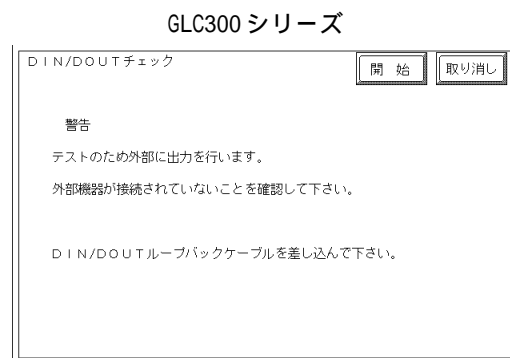 GLC300シリーズ
DIN/DOUTチェック
開 始 取り消し
警告
テストのため外部に出力を行います。
外部機器が接続されていないことを確認して下さい。
DIN/DOUTループバックケーブルを差し込んで下さい。